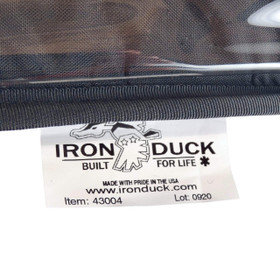 IRON DUCK
BUILT FOR LIFE
MADE WITH PRIDE IN THE USA
www.ironduck.com
Item: 43004 Lot: 0920